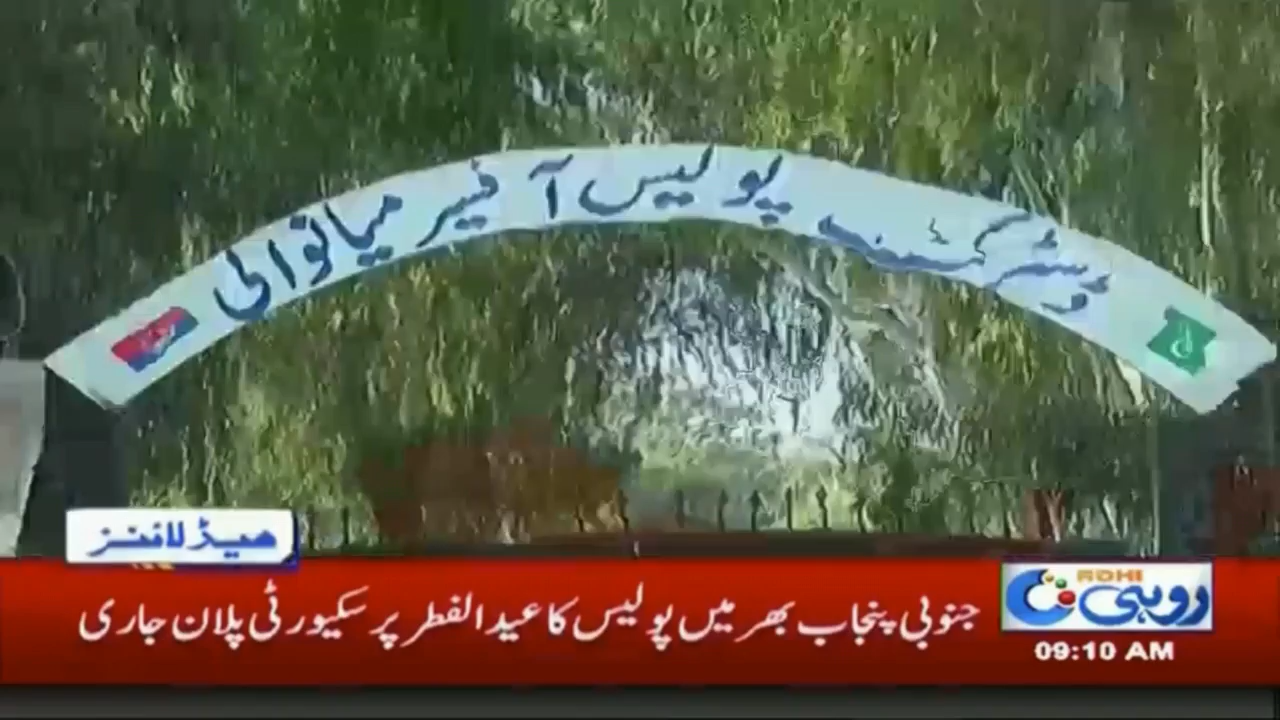 ڈسٹرکٹ پولیس آفیسر میانوالی
ہیڈلائنز
جنوبی پنجاب بھر میں پولیس کا عیدالفطر پر سکیورٹی پلان جاری
ROHI
روہی
09:10 AM